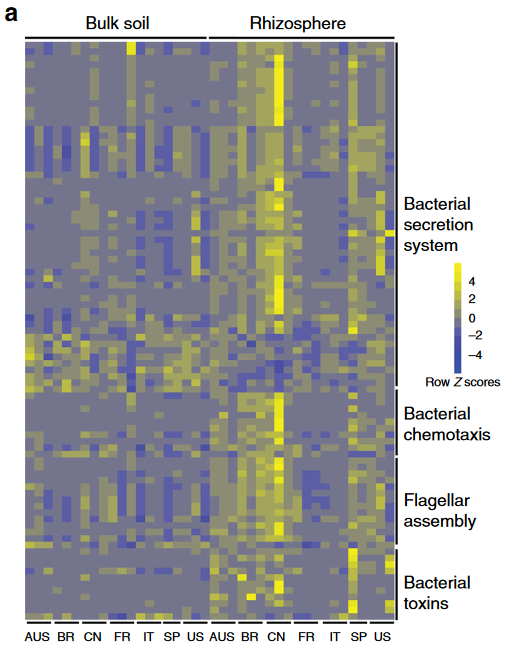 a
Bulk soil Rhizosphere
Bacterial
secretion
system
4
2
0
−2
−4
Row Z scores
Bacterial
chemotaxis
Flagellar
assembly
Bacterial
toxins
AUS BR CN FR IT SP US AUS BR CN FR IT SP US